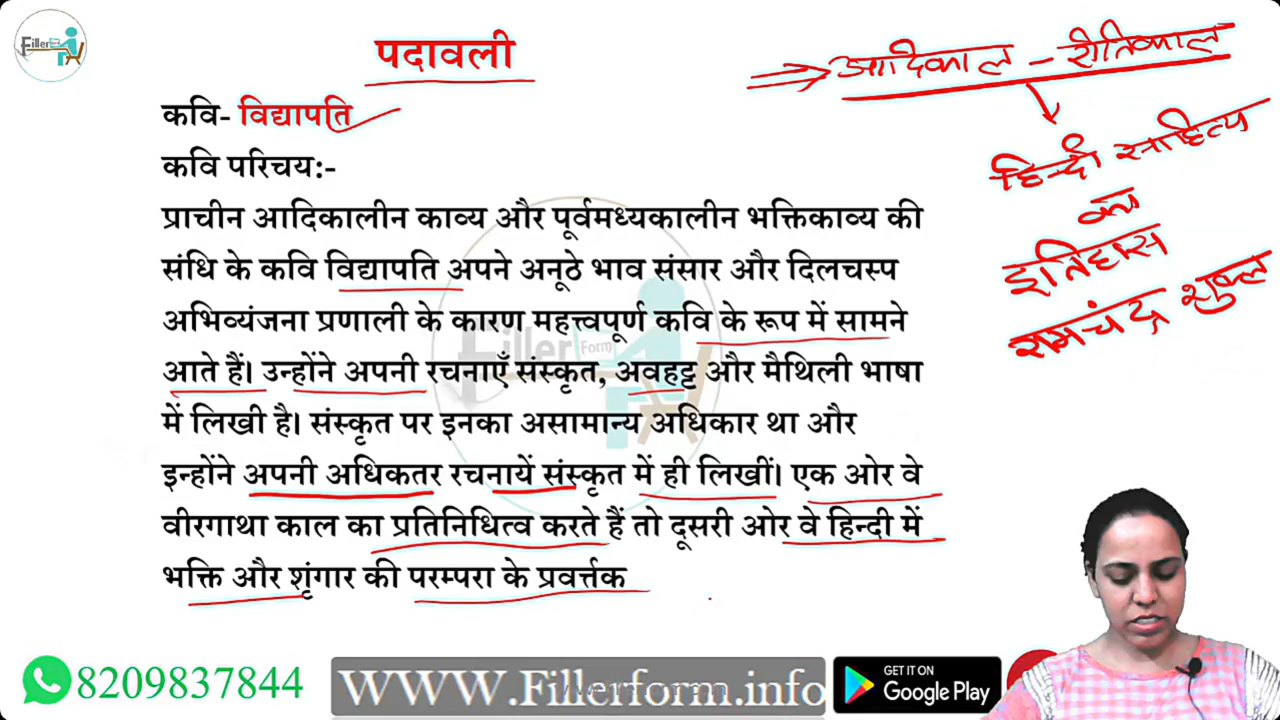 Filler Form
पदावली
कवि- विद्यापति
कवि परिचय:-
प्राचीन आदिकालीन काव्य और पूर्वमध्यकालीन भक्तिकाव्य की
संधि के कवि विद्यापति अपने अनूठे भाव संसार और दिलचस्प
अभिव्यंजना प्रणाली के कारण महत्त्वपूर्ण कवि के रूप में सामने
आते हैं। उन्होंने अपनी रचनाएँ संस्कृत, अवहट्ट और मैथिली भाषा
में लिखी है। संस्कृत पर इनका असामान्य अधिकार था और
इन्होंने अपनी अधिकतर रचनायें संस्कृत में ही लिखीं। एक ओर वे
वीरगाथा काल का प्रतिनिधित्व करते हैं तो दूसरी ओर वे हिन्दी में
भक्ति और शृंगार की परम्परा के प्रवर्त्तक
आदिकाल - रीतिकाल
हिन्दी साहित्य
का
इतिहास
रामचंद्र शुक्ल
Filler Form
8209837844
WWW.Fillerform.info
GET IT ON
Google Play